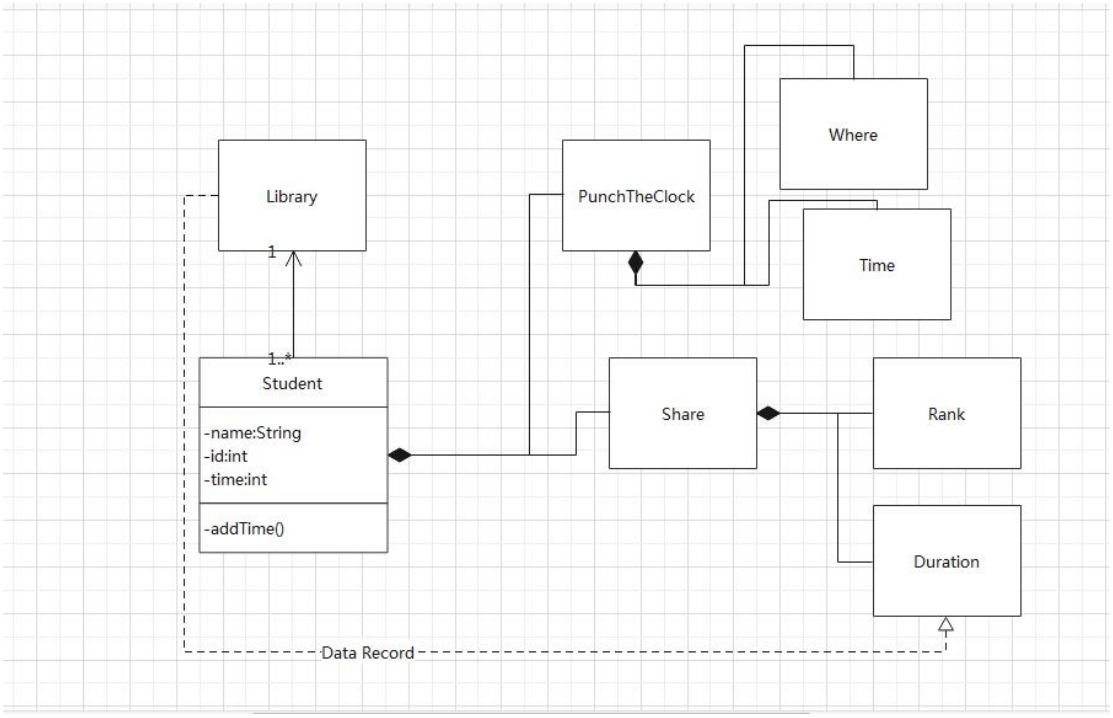 Where
Library
PunchTheClock
1
Time
1..*
Student
-name:String
-id:int
-time:int
-addTime()
Share
Rank
Duration
Data Record